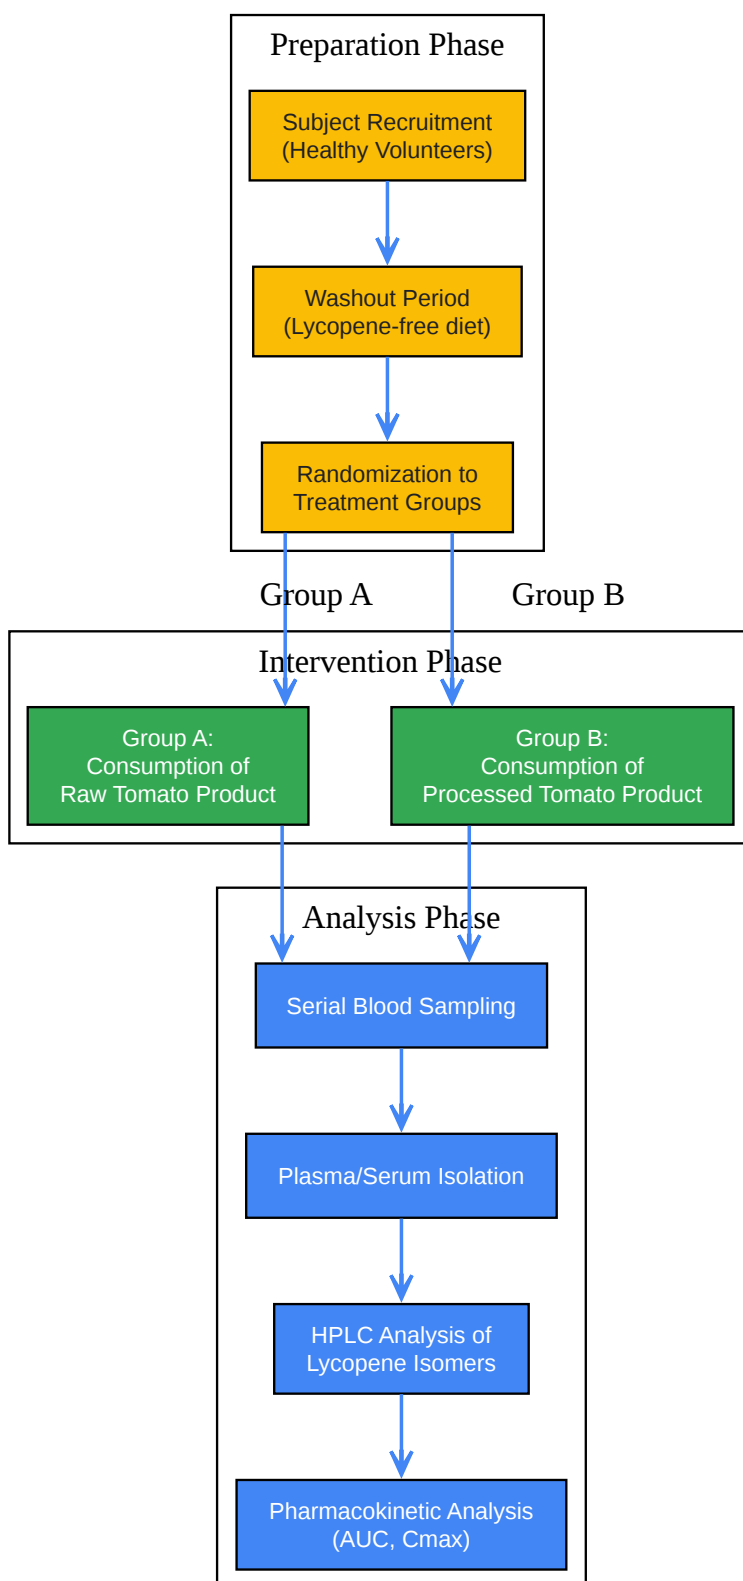 Preparation Phase
Subject Recruitment
(Healthy Volunteers)
Washout Period
(Lycopene-free diet)
Randomization to
Treatment Groups
Group A
Group B
Intervention Phase
Group A:
Consumption of
Raw Tomato Product
Group B:
Consumption of
Processed Tomato Product
Analysis Phase
Serial Blood Sampling
Plasma/Serum Isolation
HPLC Analysis of
Lycopene Isomers
Pharmacokinetic Analysis
(AUC, Cmax)